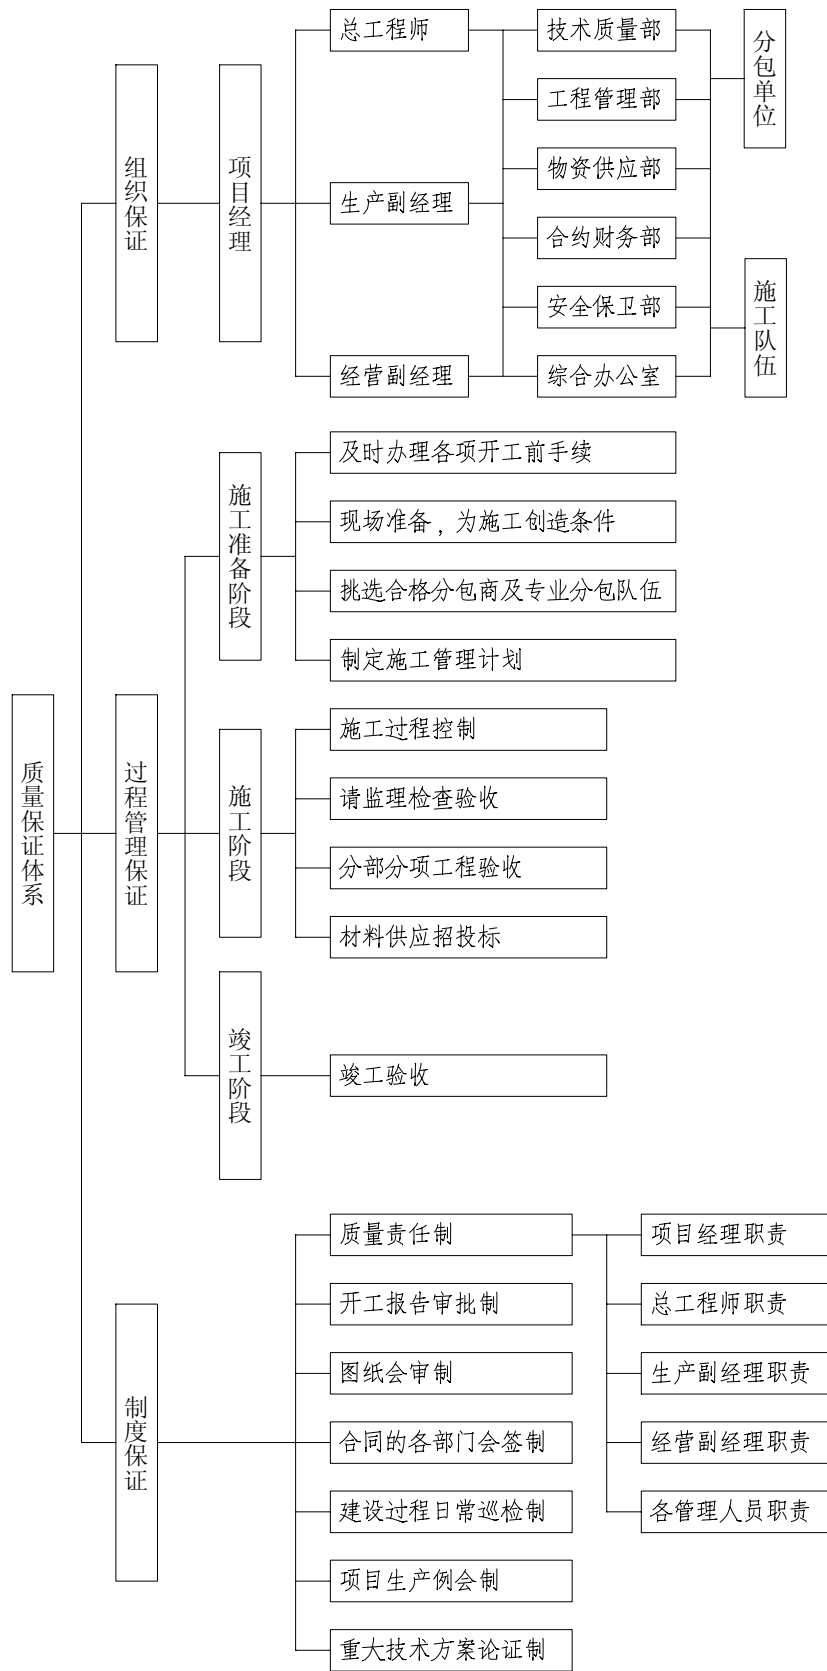 质量保证体系
组织保证
项目经理
总工程师
生产副经理
经营副经理
技术质量部
工程管理部
物资供应部
合约财务部
安全保卫部
综合办公室
分包单位
施工队伍
过程管理保证
施工准备阶段
及时办理各项开工前手续
现场准备，为施工创造条件
挑选合格分包商及专业分包队伍
制定施工管理计划
施工阶段
施工过程控制
请监理检查验收
分部分项工程验收
材料供应招投标
竣工阶段
竣工验收
制度保证
质量责任制
开工报告审批制
图纸会审制
合同的各部门会签制
建设过程日常巡检制
项目生产例会制
重大技术方案论证制
项目经理职责
总工程师职责
生产副经理职责
经营副经理职责
各管理人员职责